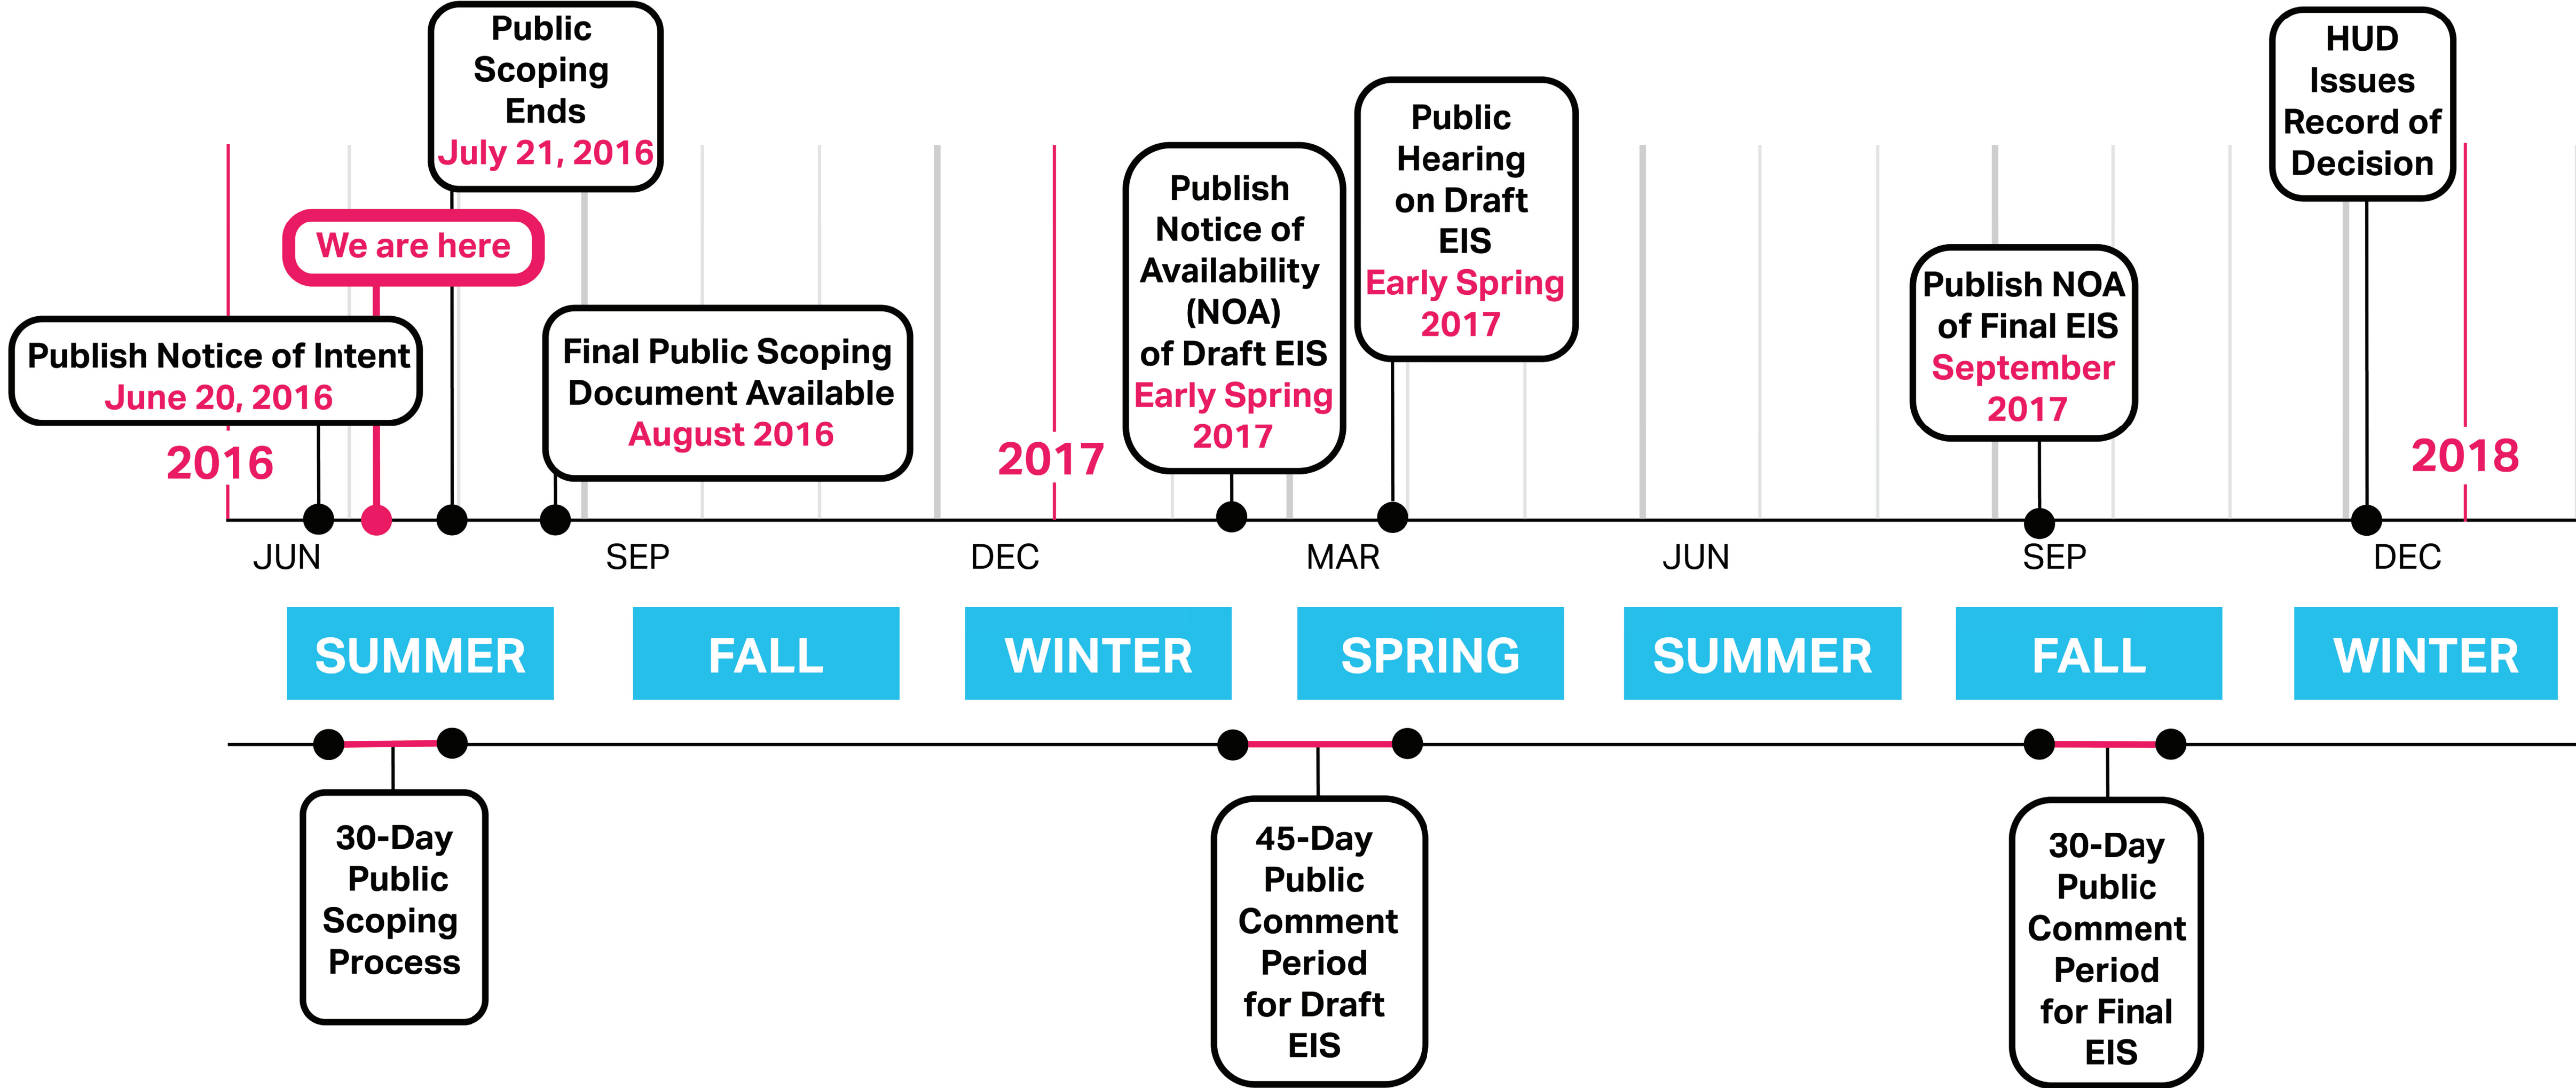 Public
Scoping
Ends
July 21, 2016
We are here
Publish Notice of Intent
June 20, 2016
Final Public Scoping
Document Available
August 2016
Publish
Notice of
Availability
(NOA)
of Draft EIS
Early Spring
2017
Public
Hearing
on Draft
EIS
Early Spring
2017
Publish NOA
of Final EIS
September
2017
HUD
Issues
Record of
Decision
2016
2017
2018
JUN
SEP
DEC
MAR
JUN
SEP
DEC
SUMMER
FALL
WINTER
SPRING
SUMMER
FALL
WINTER
30-Day
Public
Scoping
Process
45-Day
Public
Comment
Period
for Draft
EIS
30-Day
Public
Comment
Period
for Final
EIS